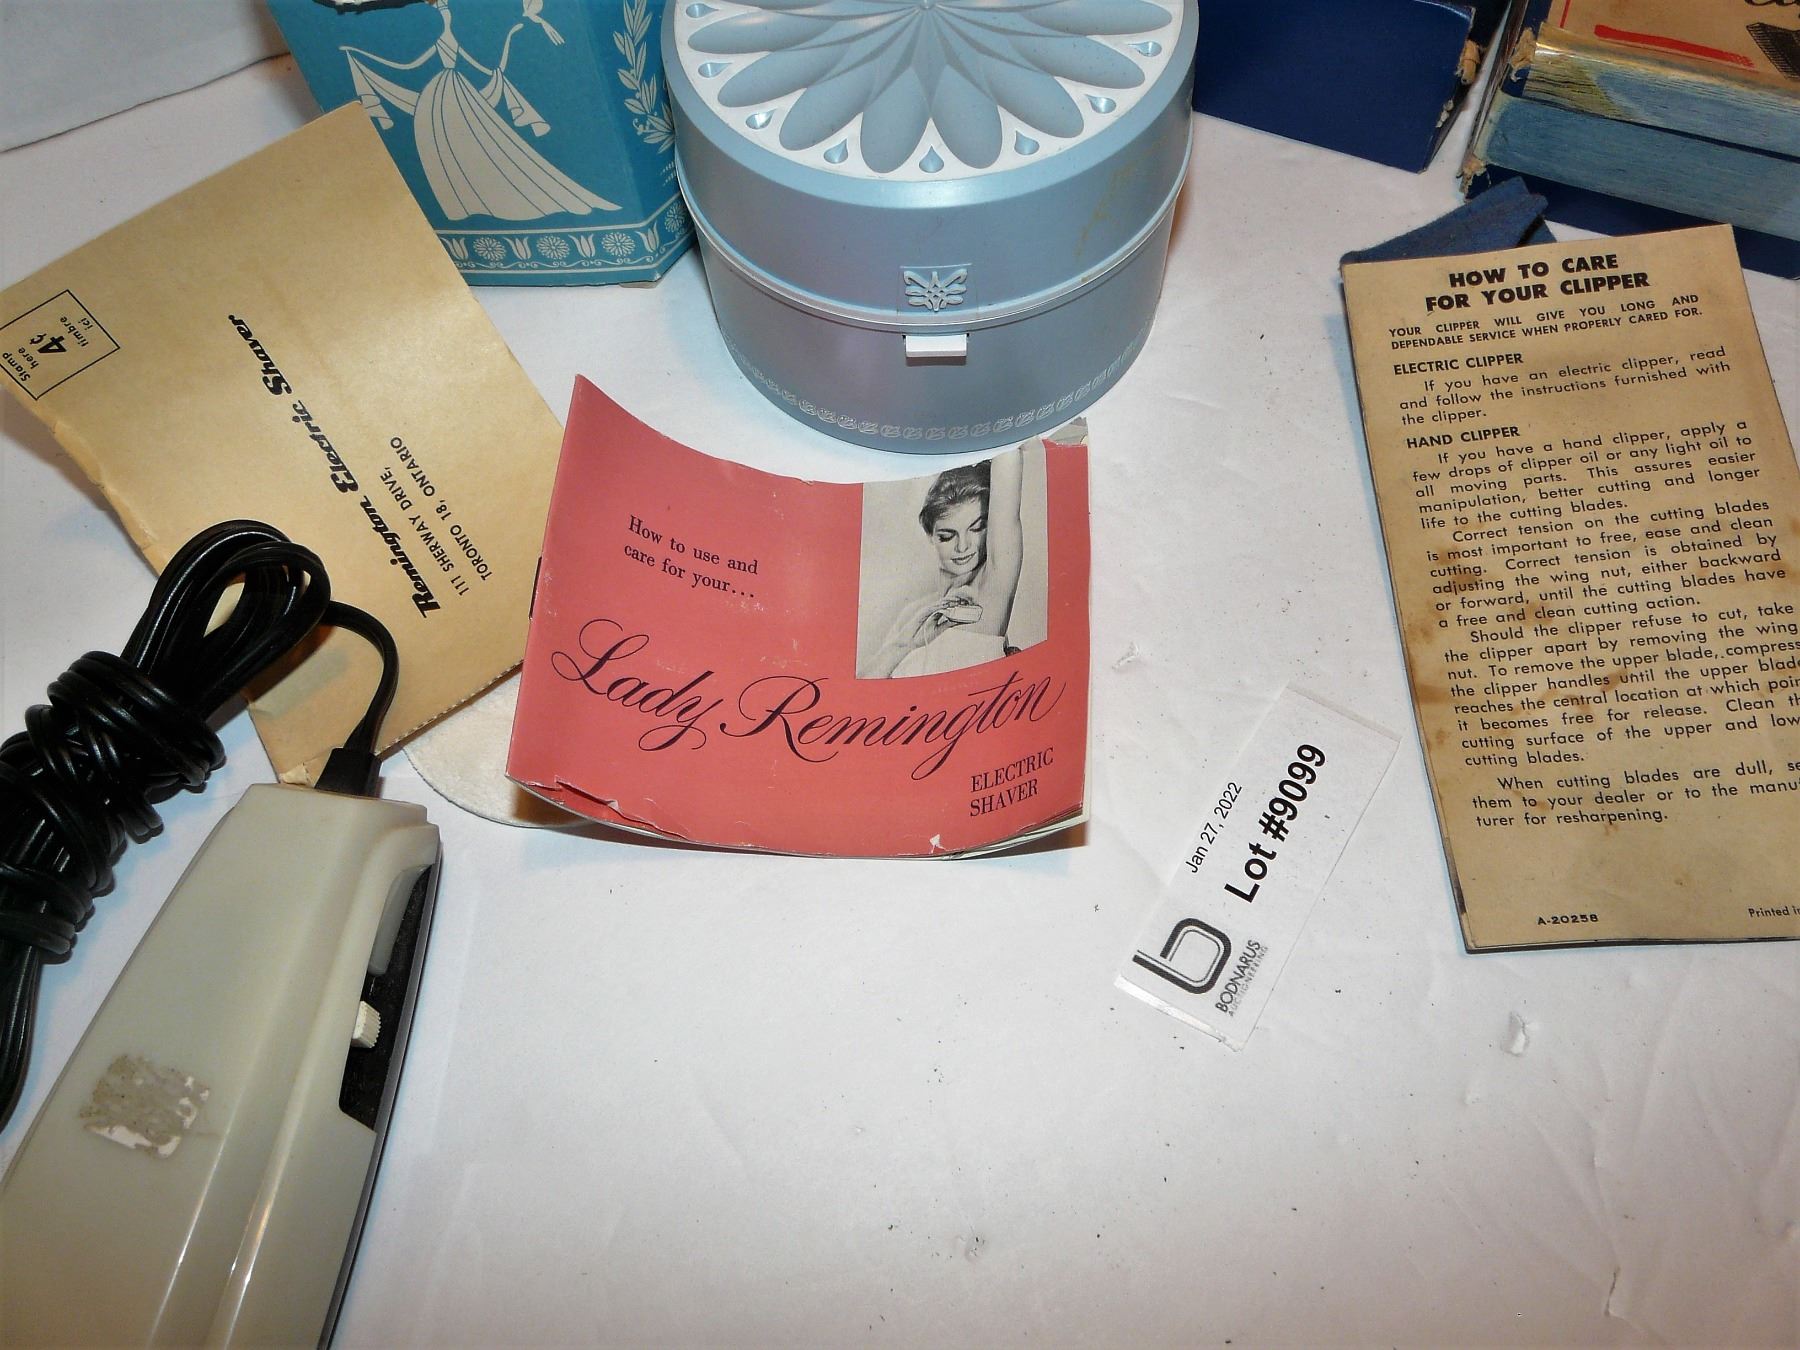 Stamp
here
4¢
timbre
ici
Remington Electric Shaver
111 SHERWAY DRIVE,
TORONTO 18, ONTARIO
How to use and
care for your...
Lady Remington
ELECTRIC
SHAVER
Jan 27, 2022
Lot #9099
BODNARUS
AUCTIONEERING
HOW TO CARE
FOR YOUR CLIPPER
YOUR CLIPPER WILL GIVE YOU LONG AND
DEPENDABLE SERVICE WHEN PROPERLY CARED FOR.
ELECTRIC CLIPPER
If you have an electric clipper, read
and follow the instructions furnished with
the clipper.
HAND CLIPPER
If you have a hand clipper, apply a
few drops of clipper oil or any light oil to
all moving parts. This assures easier
manipulation, better cutting and longer
life to the cutting blades.
Correct tension on the cutting blades
is most important to free, ease and clean
cutting. Correct tension is obtained by
adjusting the wing nut, either backward
or forward, until the cutting blades have
a free and clean cutting action.
Should the clipper refuse to cut, take
the clipper apart by removing the wing
nut. To remove the upper blade, compress
the clipper handles until the upper blade
reaches the central location at which
it becomes free for release. Clean
cutting surface of the upper and
cutting blades.
When cutting blades are dull,
them to your dealer or to the
turer for resharpening.
A-20258
Printed